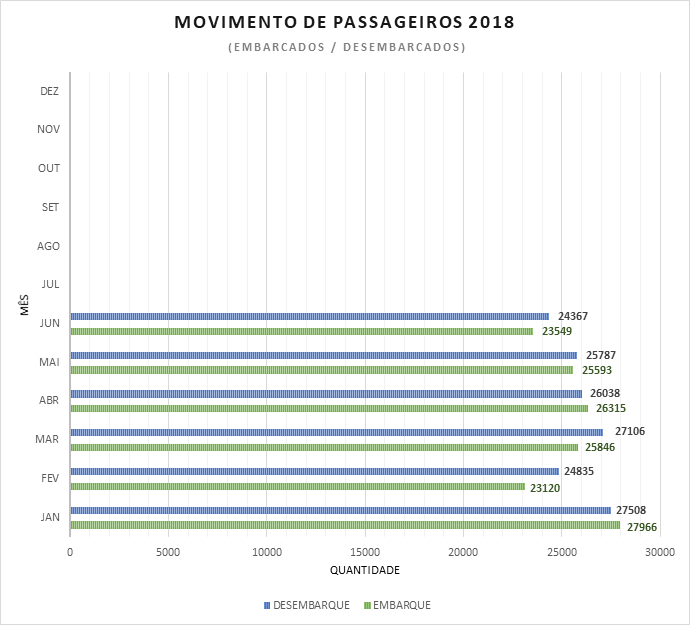 MOVIMENTO DE PASSAGEIROS 2018
(EMBARCADOS / DESEMBARCADOS)
DEZ
NOV
OUT
SET
AGO
JUL
MÊS
JUN
24367
23549
MAI
25787
25593
ABR
26038
26315
MAR
27106
25846
FEV
24835
23120
JAN
27508
27966
0 5000 10000 15000 20000 25000 30000
QUANTIDADE
DESEMBARQUE EMBARQUE